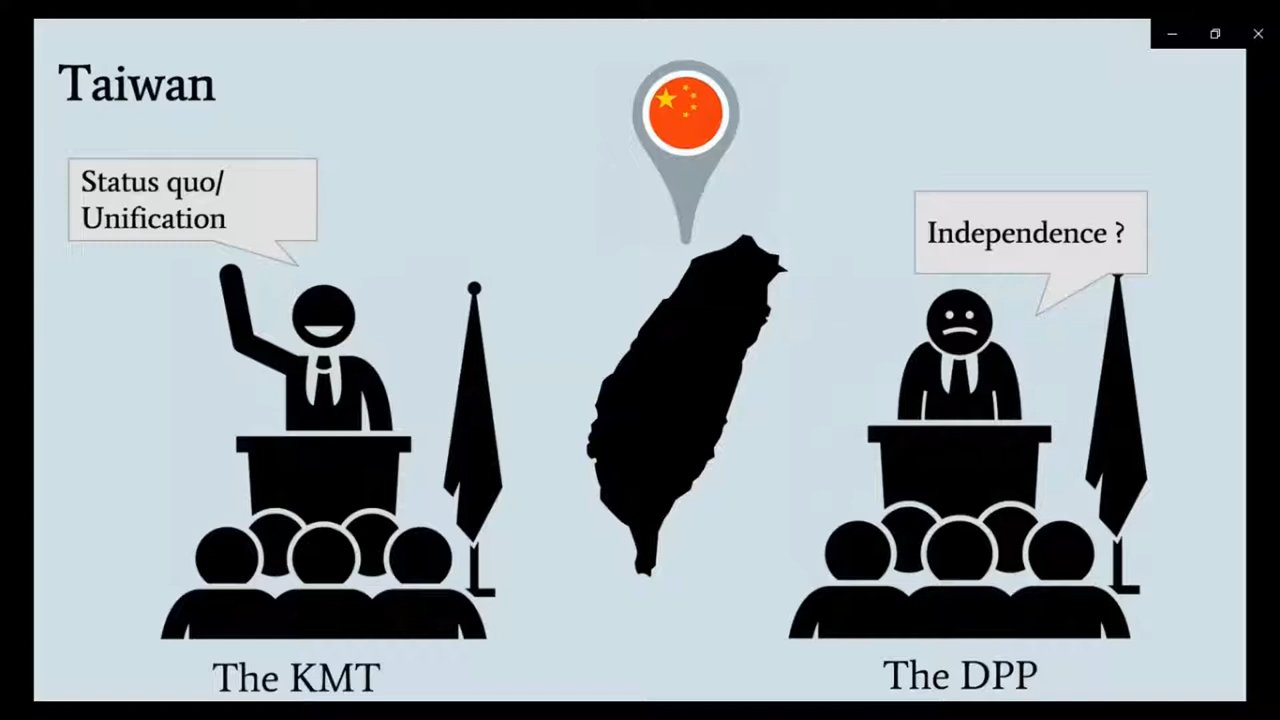 Taiwan
Status quo/
Unification
Independence ?
The KMT
The DPP